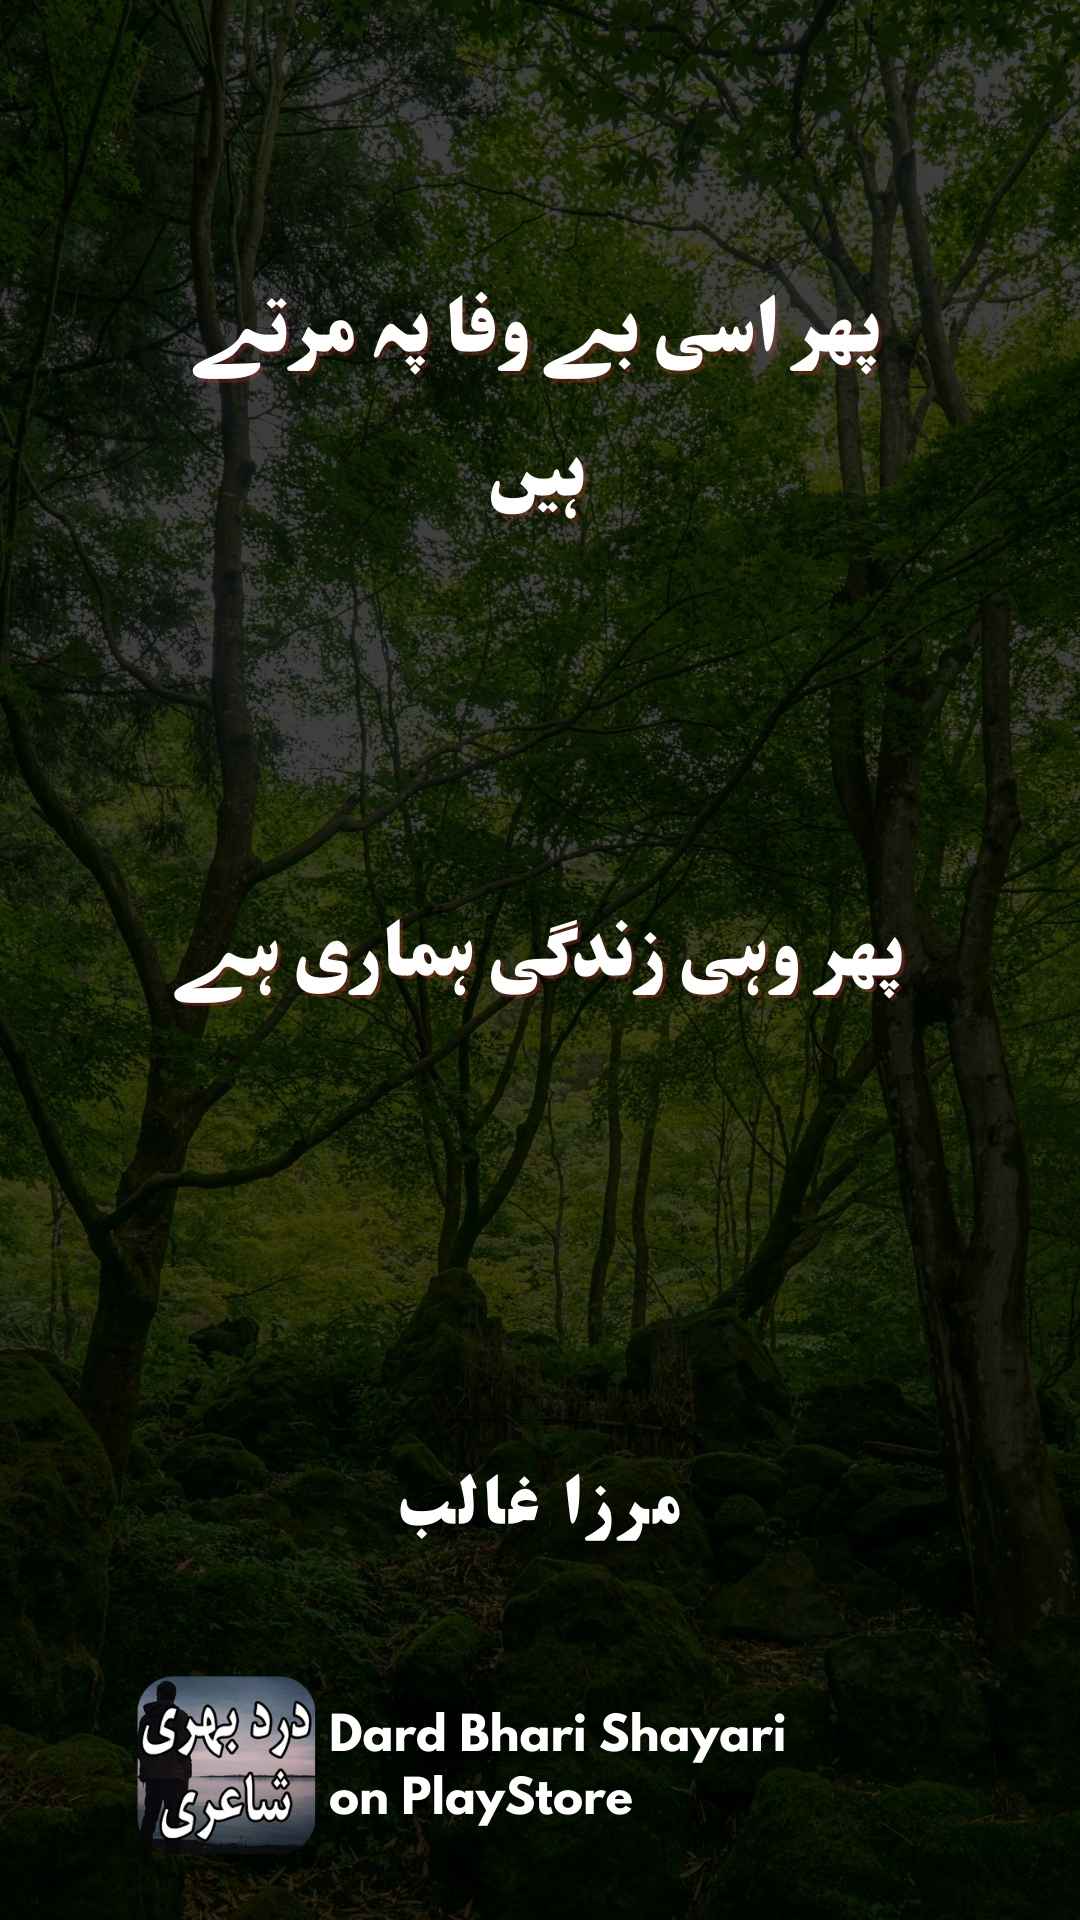 پھر اسی بے وفا پہ مرتے
ہیں
پھر وہی زندگی ہماری ہے
مرزا غالب
درد بھری
شاعری
Dard Bhari Shayari
on PlayStore